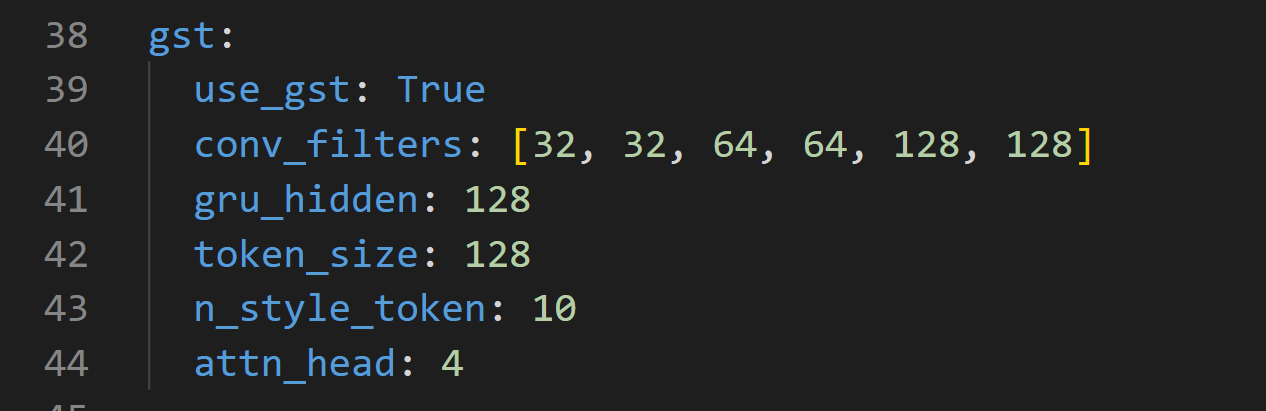 38 gst:
39 use_gst: True
40 conv_filters: [32, 32, 64, 64, 128, 128]
41 gru_hidden: 128
42 token_size: 128
43 n_style_token: 10
44 attn_head: 4